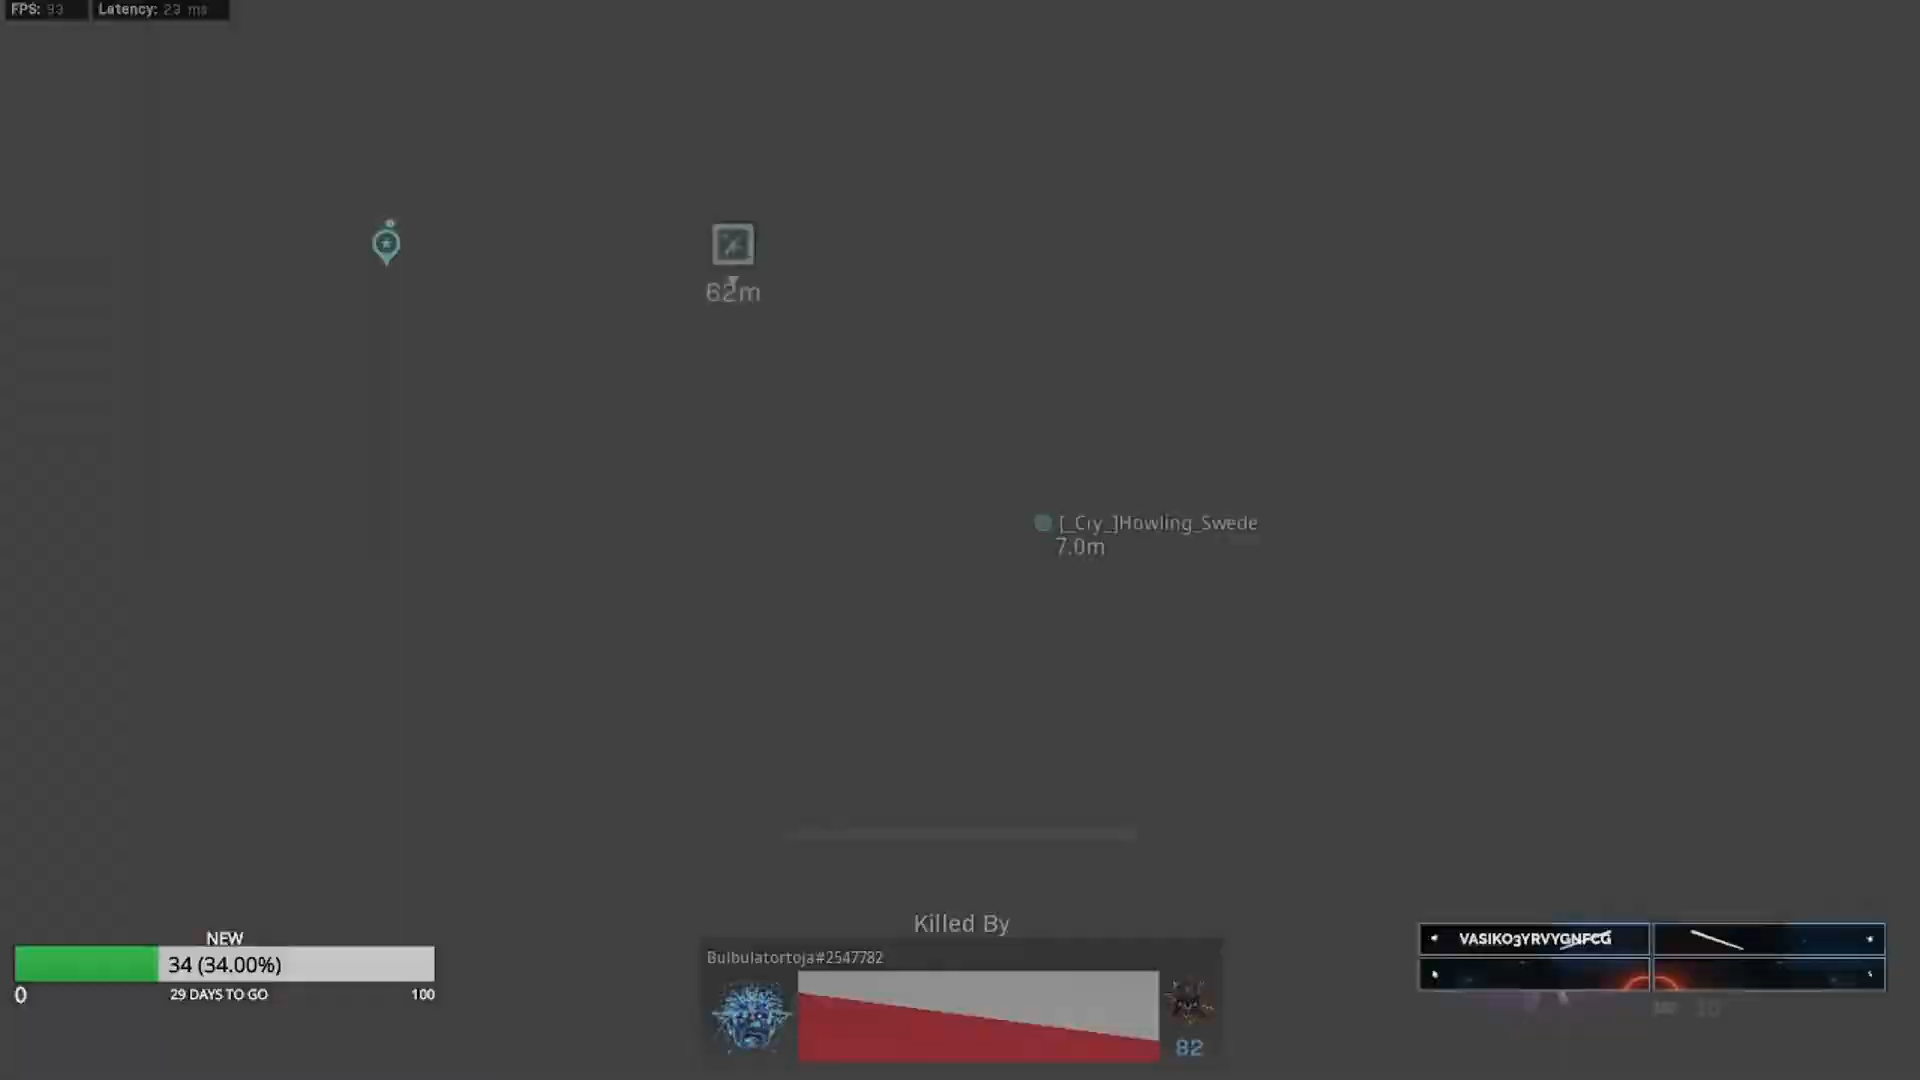 FPS: 93 Latency: 23 ms
62m
[_Cry_]Howling_Swede
7.0m
Killed By
Bulbulatortoja#2547782
82
NEW
34 (34.00%)
0 29 DAYS TO GO 100
VASIKO3YRVYGNFCG